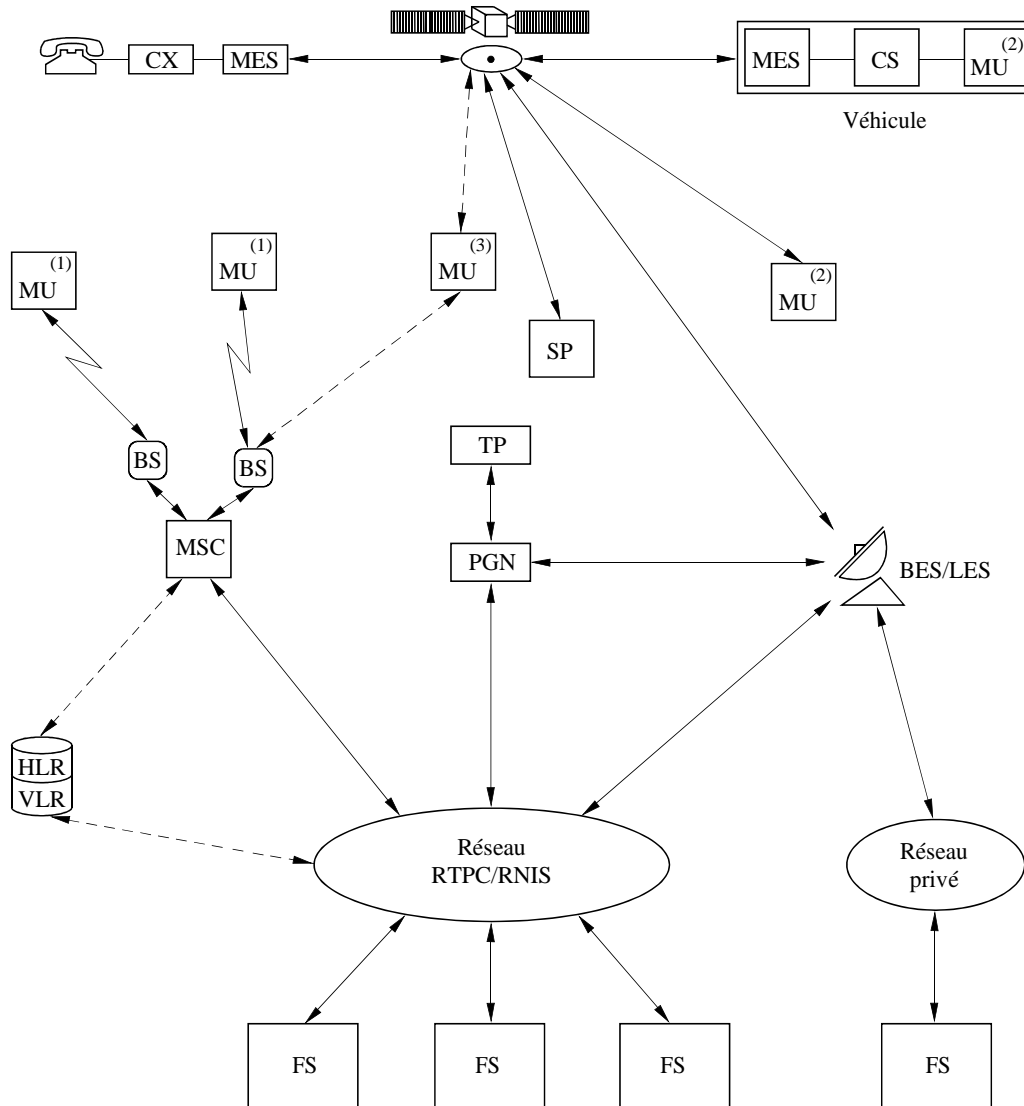 CX
MES
MES
CS
(2)
MU
Véhicule
(1)
MU
(1)
MU
(3)
MU
(2)
MU
SP
BS
BS
TP
MSC
PGN
BES/LES
HLR
VLR
Réseau
RTPC/RNIS
Réseau
privé
FS
FS
FS
FS